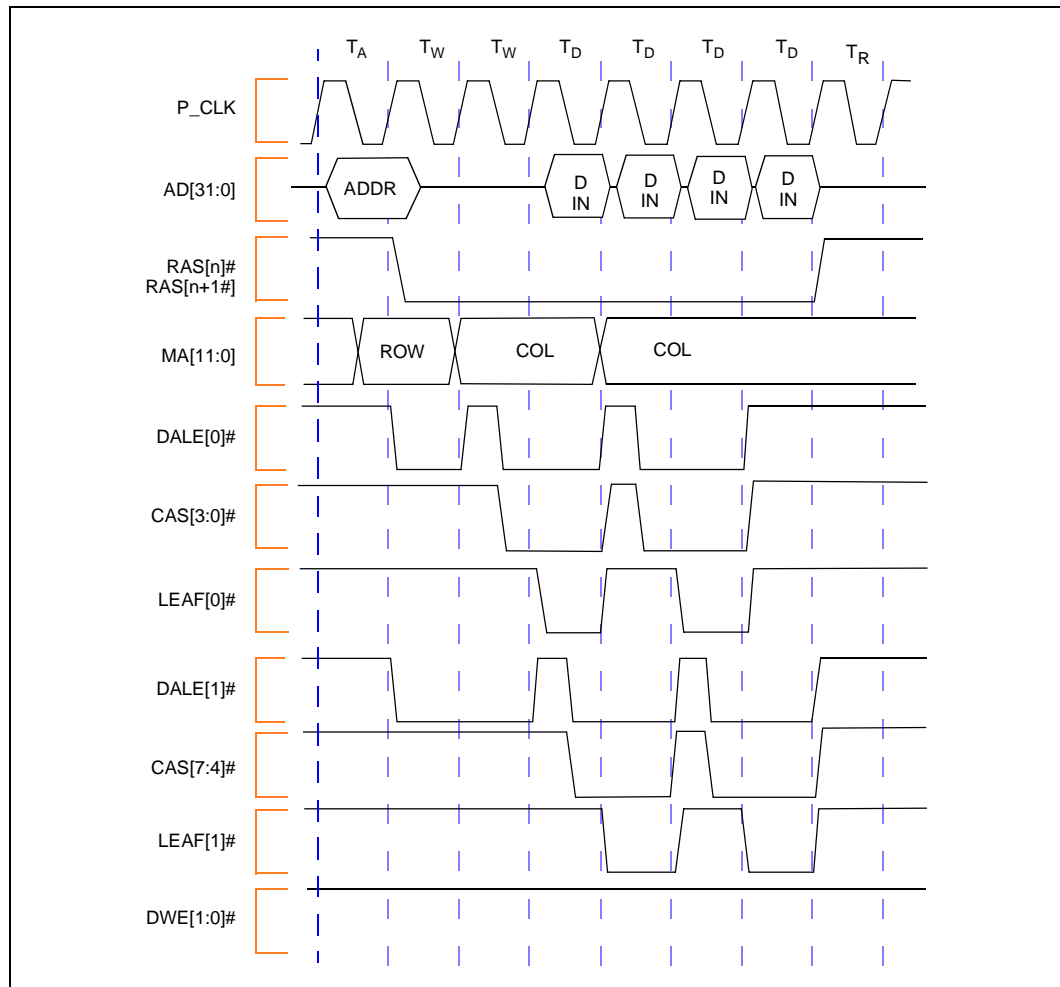 TA TW TW TD TD TD TD TR
P_CLK
AD[31:0]
ADDR
D
IN
D
IN
D
IN
D
IN
RAS[n]#
RAS[n+1#]
MA[11:0]
ROW
COL
COL
DALE[0]#
CAS[3:0]#
LEAF[0]#
DALE[1]#
CAS[7:4]#
LEAF[1]#
DWE[1:0]#